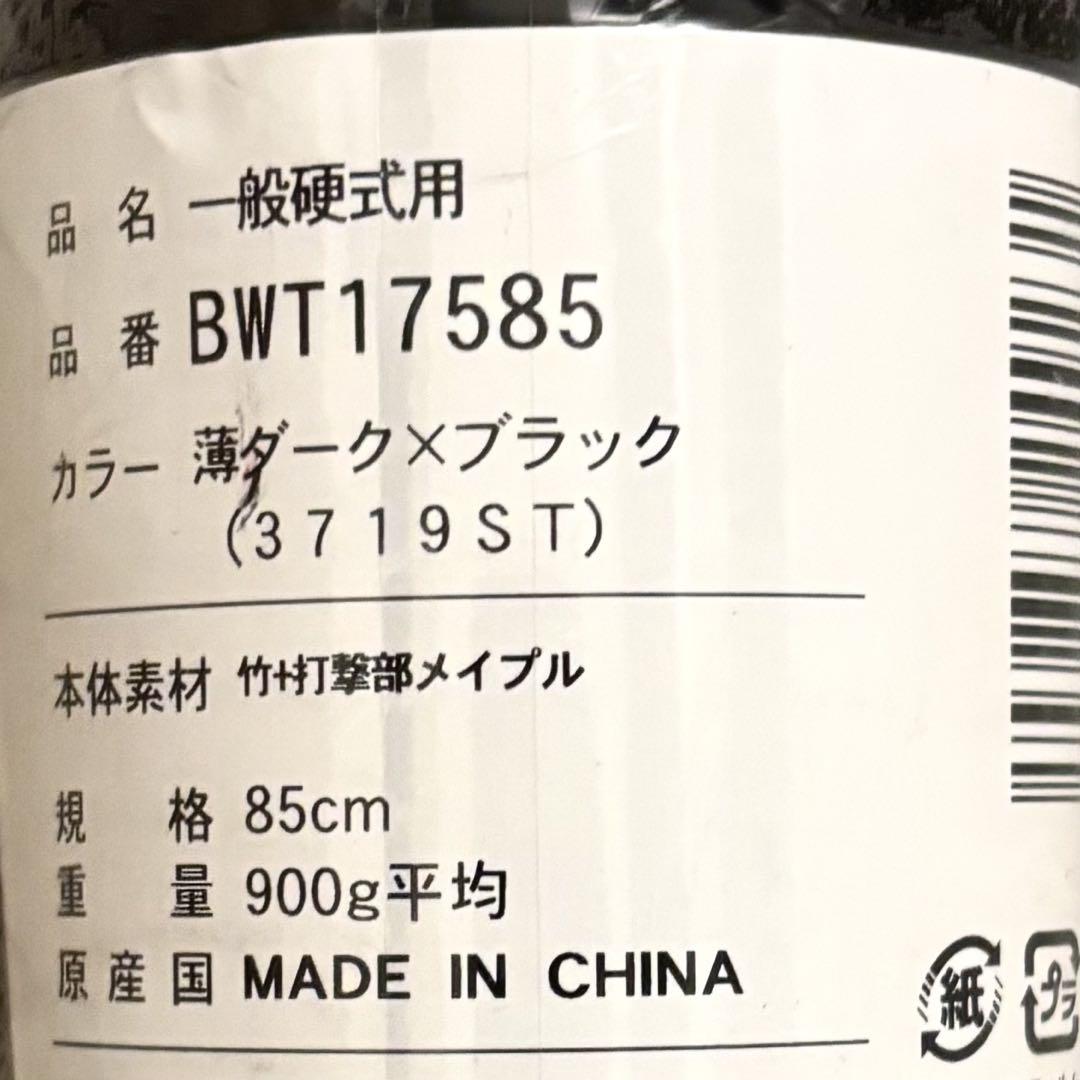 品名 一般硬式用
品番 BWT17585
カラー 薄ダーク×ブラック
(3719ST)
本体素材 竹+打撃部メイプル
規格 85cm
重量 900g平均
原産国 MADE IN CHINA
紙
プラ